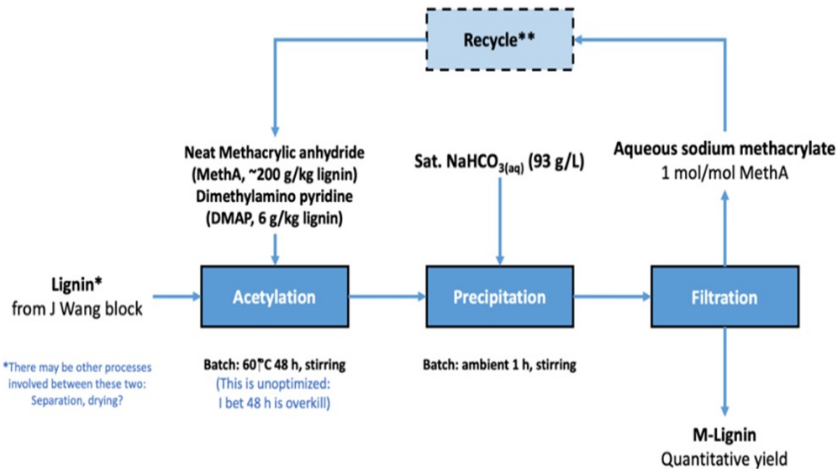 Recycle**
Neat Methacrylic anhydride
(MethA, ~200 g/kg lignin)
Dimethylamino pyridine
(DMAP, 6 g/kg lignin)
Sat. NaHCO3(aq) (93 g/L)
Aqueous sodium methacrylate
1 mol/mol MethA
Lignin*
from J Wang block
Acetylation
Precipitation
Filtration
*There may be other processes
involved between these two:
Separation, drying?
Batch: 60°C 48 h, stirring
(This is unoptimized:
I bet 48 h is overkill)
Batch: ambient 1 h, stirring
M-Lignin
Quantitative yield